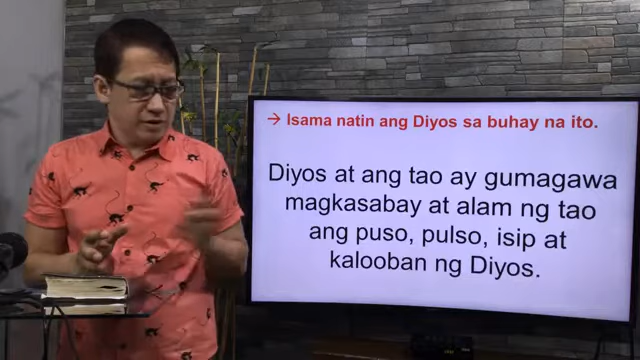 → Isama natin ang Diyos sa buhay na ito.
Diyos at ang tao ay gumagawa
magkasabay at alam ng tao
ang puso, pulso, isip at
kalooban ng Diyos.